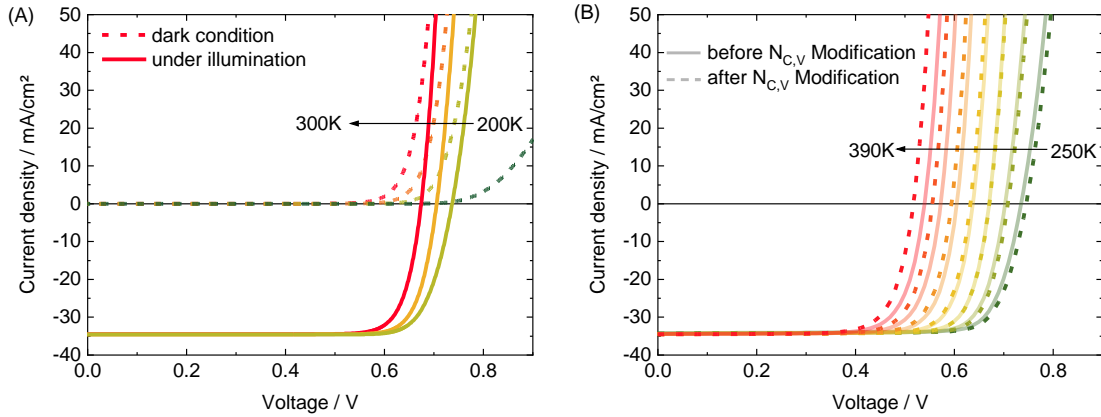 (A)
50
40
30
20
10
0
-10
-20
-30
-40
Current density / mA/cm²
dark condition
under illumination
300K
200K
0.0
0.2
0.4
0.6
0.8
Voltage / V
(B)
50
40
30
20
10
0
-10
-20
-30
-40
Current density / mA/cm²
before N_C,V Modification
after N_C,V Modification
390K
250K
0.0
0.2
0.4
0.6
0.8
Voltage / V